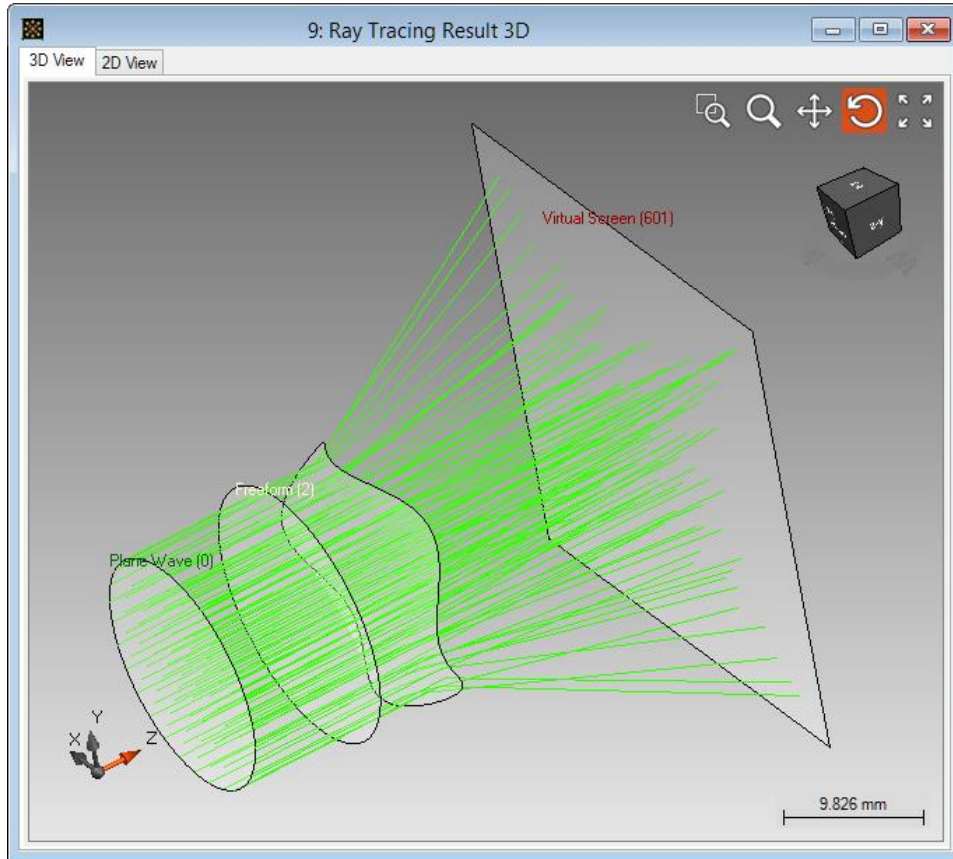 9: Ray Tracing Result 3D
3D View 2D View
Virtual Screen (601)
Freeform (2)
Plane Wave (0)
Y
X Z
9.826 mm